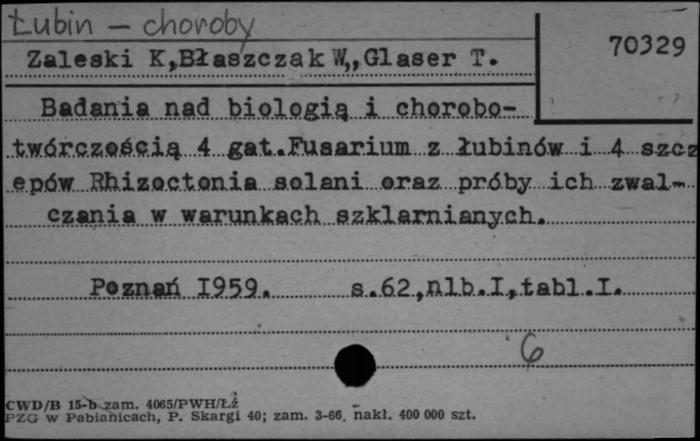 Łubin – choroby
Zaleski K,Błaszczak W,,Glaser T.
70329
Badania nad biologią i chorobo-
twórczością 4 gat.Fusarium z łubinów i 4 szcz
epów Rhizoctonia solani oraz próby ich zwal-
czania w warunkach szklarnianych.
Poznań I959. s.62,nlb.I,tabl.I.
6
CWD/B 15-b zam. 4065/PWH/Łź
PZG w Pabianicach, P. Skargi 40; zam. 3-66, nakł. 400 000 szt.